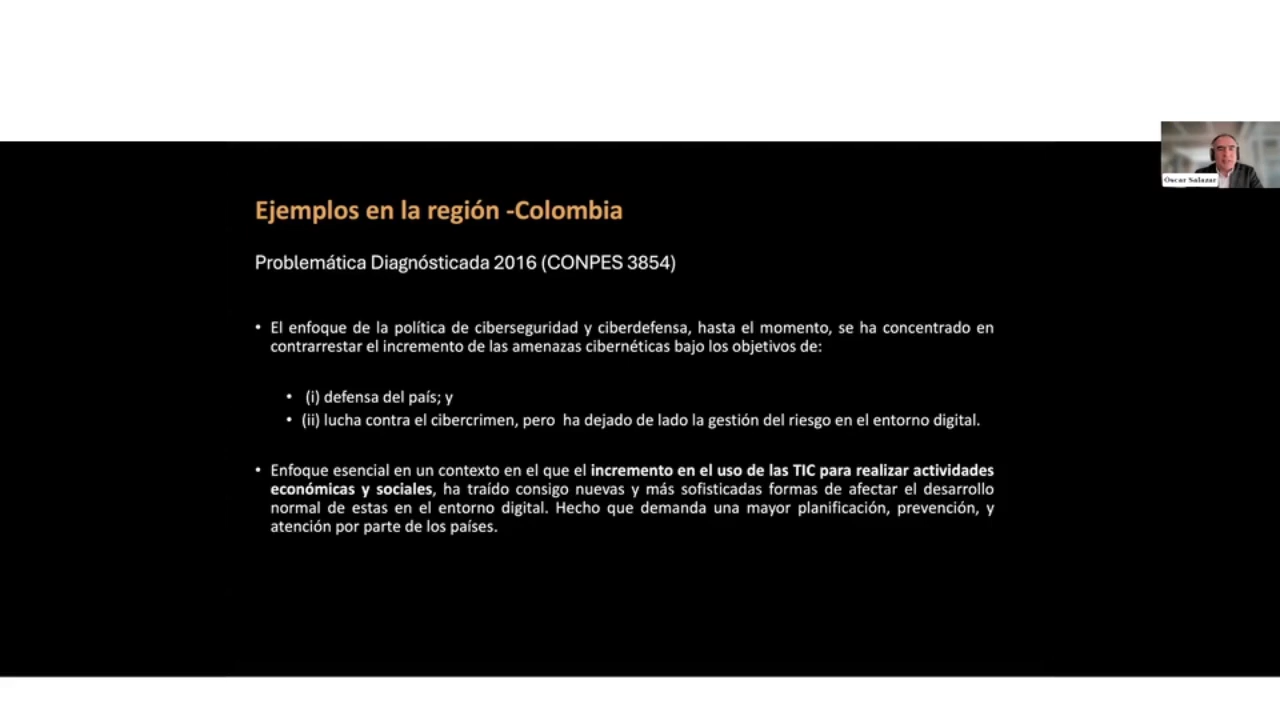 Óscar Salazar
Ejemplos en la región -Colombia
Problemática Diagnósticada 2016 (CONPES 3854)
• El enfoque de la política de ciberseguridad y ciberdefensa, hasta el momento, se ha concentrado en
contrarrestar el incremento de las amenazas cibernéticas bajo los objetivos de:
• (i) defensa del país; y
• (ii) lucha contra el cibercrimen, pero ha dejado de lado la gestión del riesgo en el entorno digital.
• Enfoque esencial en un contexto en el que el incremento en el uso de las TIC para realizar actividades
económicas y sociales, ha traído consigo nuevas y más sofisticadas formas de afectar el desarrollo
normal de estas en el entorno digital. Hecho que demanda una mayor planificación, prevención, y
atención por parte de los países.